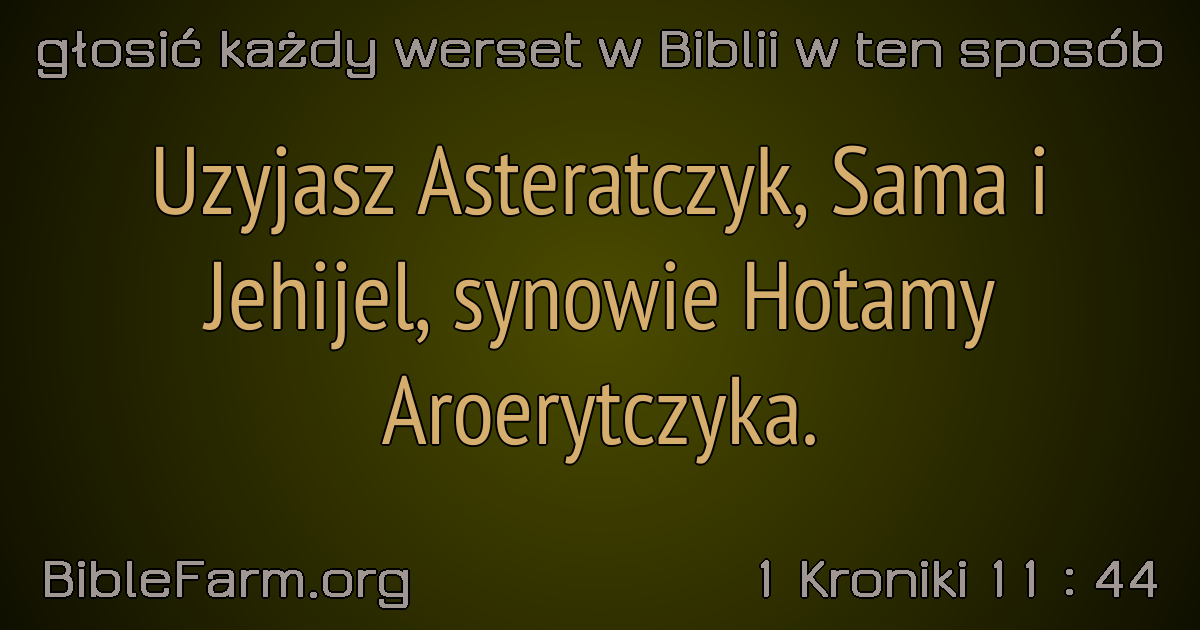 głosić każdy werset w Biblii w ten sposób
Uzyjasz Asteratczyk, Sama i
Jehijel, synowie Hotamy
Aroerytczyka.
BibleFarm.org
1 Kroniki 11 : 44